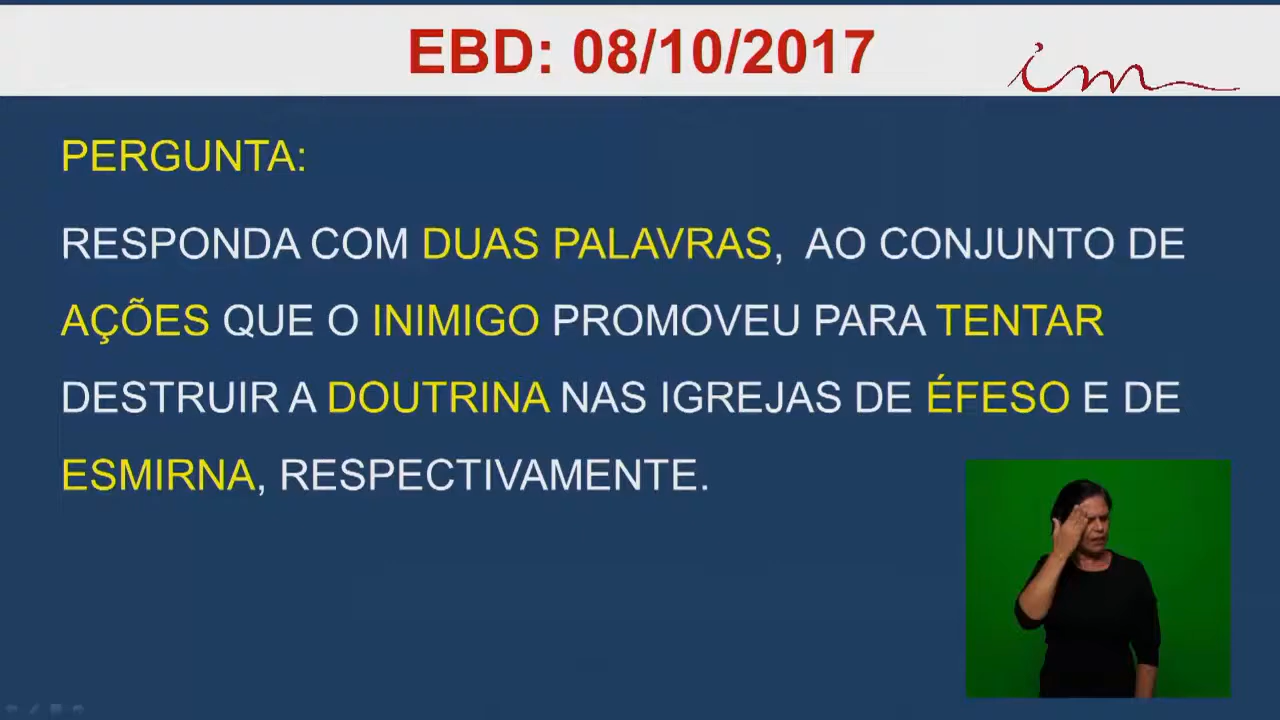 EBD: 08/10/2017
im
PERGUNTA:
RESPONDA COM DUAS PALAVRAS, AO CONJUNTO DE
AÇÕES QUE O INIMIGO PROMOVEU PARA TENTAR
DESTRUIR A DOUTRINA NAS IGREJAS DE ÉFESO E DE
ESMIRNA, RESPECTIVAMENTE.